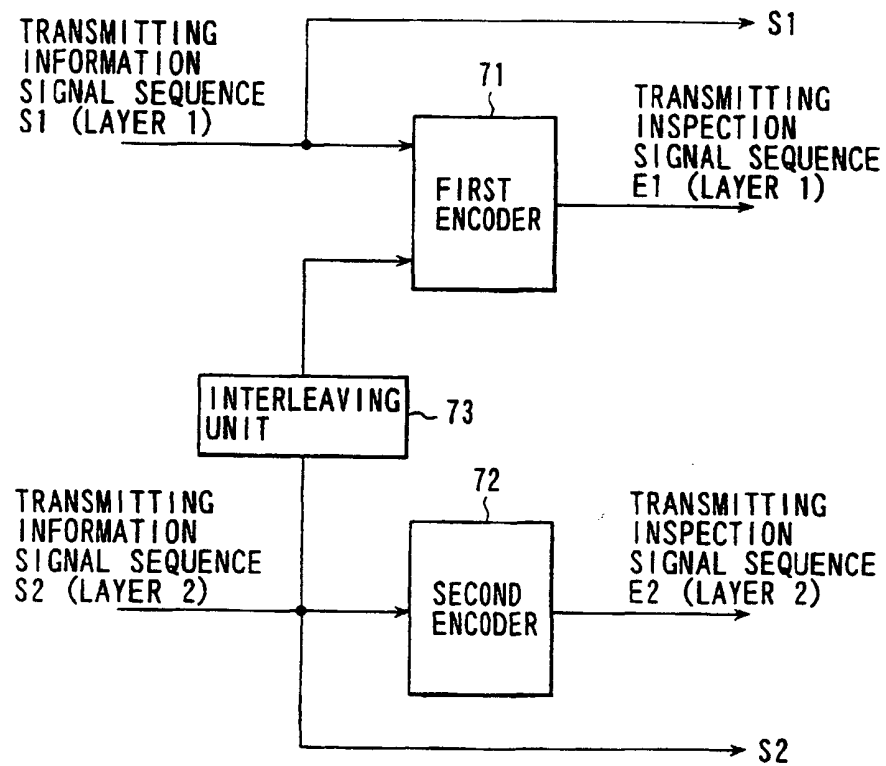 TRANSMITTING
INFORMATION
SIGNAL SEQUENCE
S1 (LAYER 1)
S1
71
FIRST
ENCODER
TRANSMITTING
INSPECTION
SIGNAL SEQUENCE
E1 (LAYER 1)
INTERLEAVING
UNIT
73
TRANSMITTING
INFORMATION
SIGNAL SEQUENCE
S2 (LAYER 2)
72
SECOND
ENCODER
TRANSMITTING
INSPECTION
SIGNAL SEQUENCE
E2 (LAYER 2)
S2